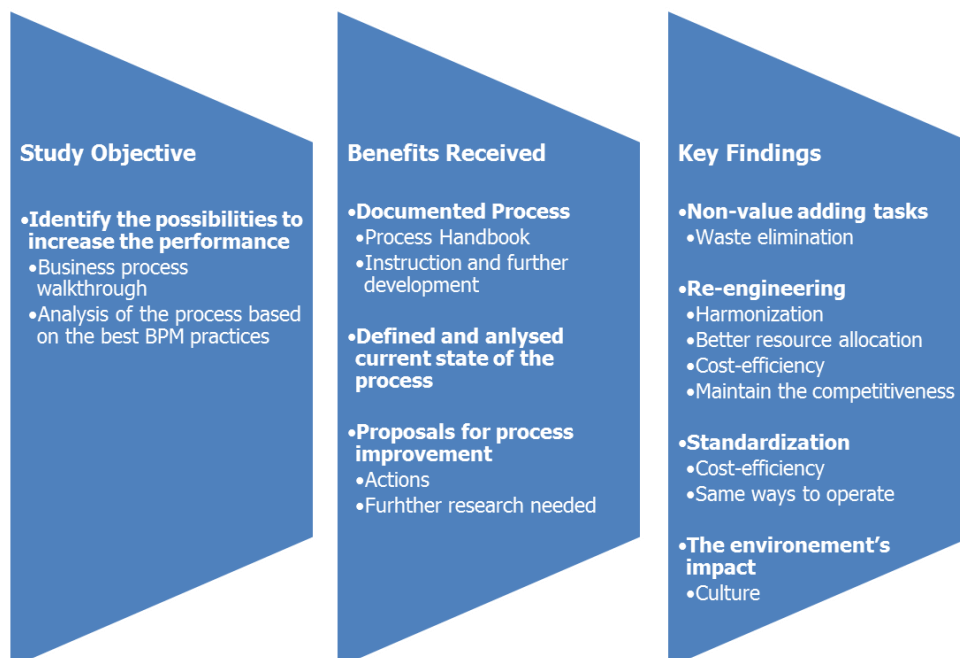 Study Objective
•Identify the possibilities to
increase the performance
•Business process
walkthrough
•Analysis of the process based
on the best BPM practices
Benefits Received
•Documented Process
•Process Handbook
•Instruction and further
development
•Defined and anlysed
current state of the
process
•Proposals for process
improvement
•Actions
•Furhther research needed
Key Findings
•Non-value adding tasks
•Waste elimination
•Re-engineering
•Harmonization
•Better resource allocation
•Cost-efficiency
•Maintain the competitiveness
•Standardization
•Cost-efficiency
•Same ways to operate
•The environement’s
impact
•Culture